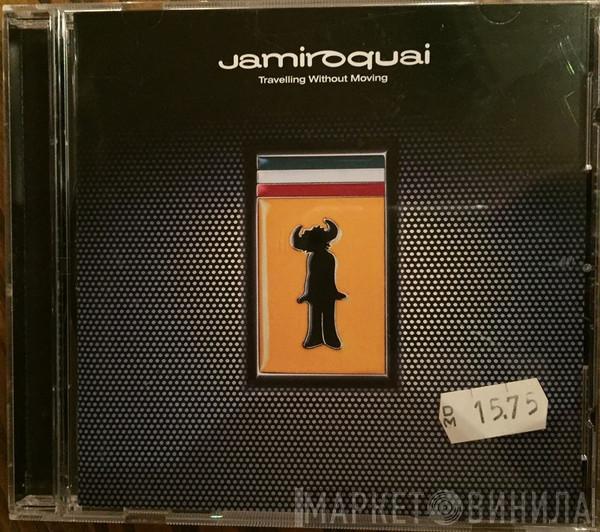 Jamiroquai
Travelling Without Moving
DM 15.75
МАРКЕТ ВИНИЛА